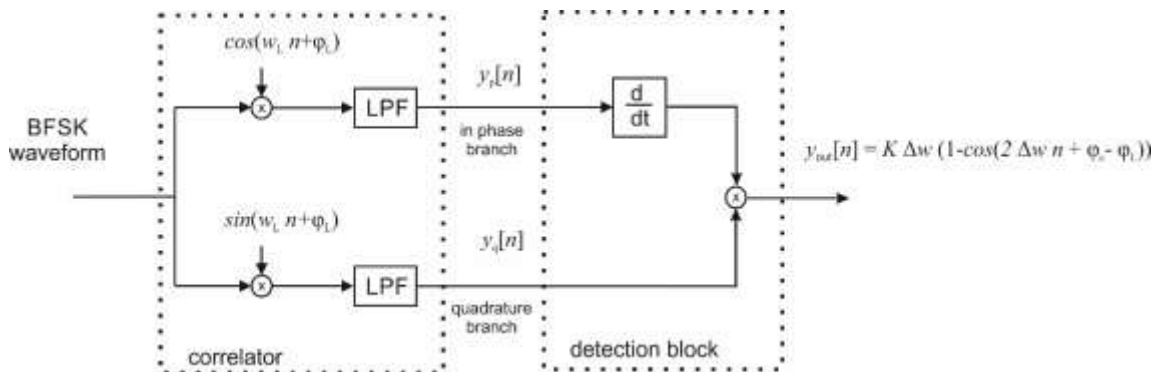 cos(w_L n+φ_L)
y_p[n]
d
dt
LPF
x
BFSK
waveform
in phase
branch
y_out[n] = K Δw (1-cos(2 Δw n + φ_s- φ_L))
x
sin(w_L n+φ_L)
y_q[n]
x
LPF
quadrature
branch
correlator
detection block